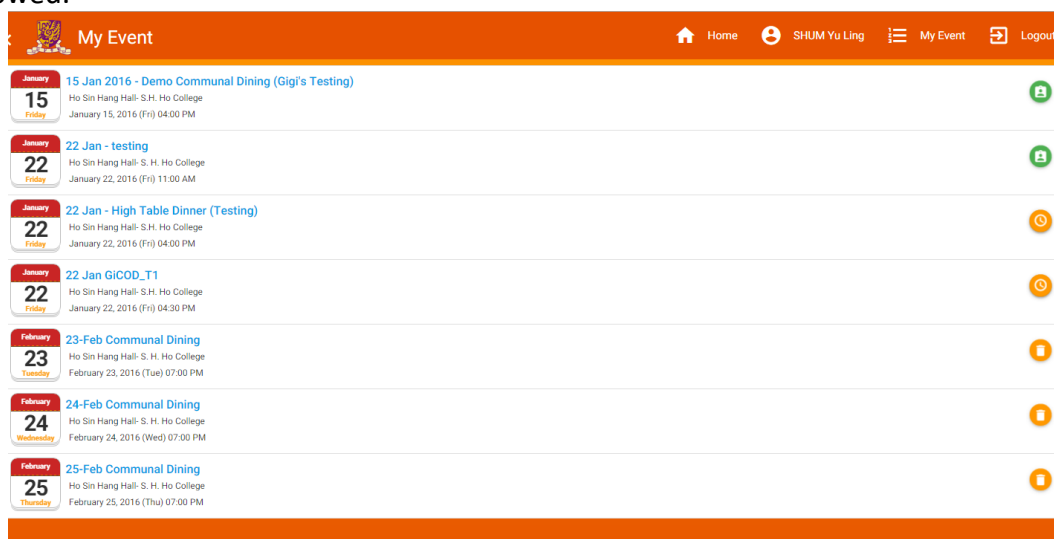 My Event
Home
SHUM Yu Ling
My Event
Logout
January
15
Friday
15 Jan 2016 - Demo Communal Dining (Gigi's Testing)
Ho Sin Hang Hall- S.H. Ho College
January 15, 2016 (Fri) 04:00 PM
January
22
Friday
22 Jan - testing
Ho Sin Hang Hall- S. H. Ho College
January 22, 2016 (Fri) 11:00 AM
January
22
Friday
22 Jan - High Table Dinner (Testing)
Ho Sin Hang Hall- S.H. Ho College
January 22, 2016 (Fri) 04:00 PM
January
22
Friday
22 Jan GiCOD_T1
Ho Sin Hang Hall- S.H. Ho College
January 22, 2016 (Fri) 04:30 PM
February
23
Tuesday
23-Feb Communal Dining
Ho Sin Hang Hall- S. H. Ho College
February 23, 2016 (Tue) 07:00 PM
February
24
Wednesday
24-Feb Communal Dining
Ho Sin Hang Hall- S. H. Ho College
February 24, 2016 (Wed) 07:00 PM
February
25
Thursday
25-Feb Communal Dining
Ho Sin Hang Hall- S. H. Ho College
February 25, 2016 (Thu) 07:00 PM